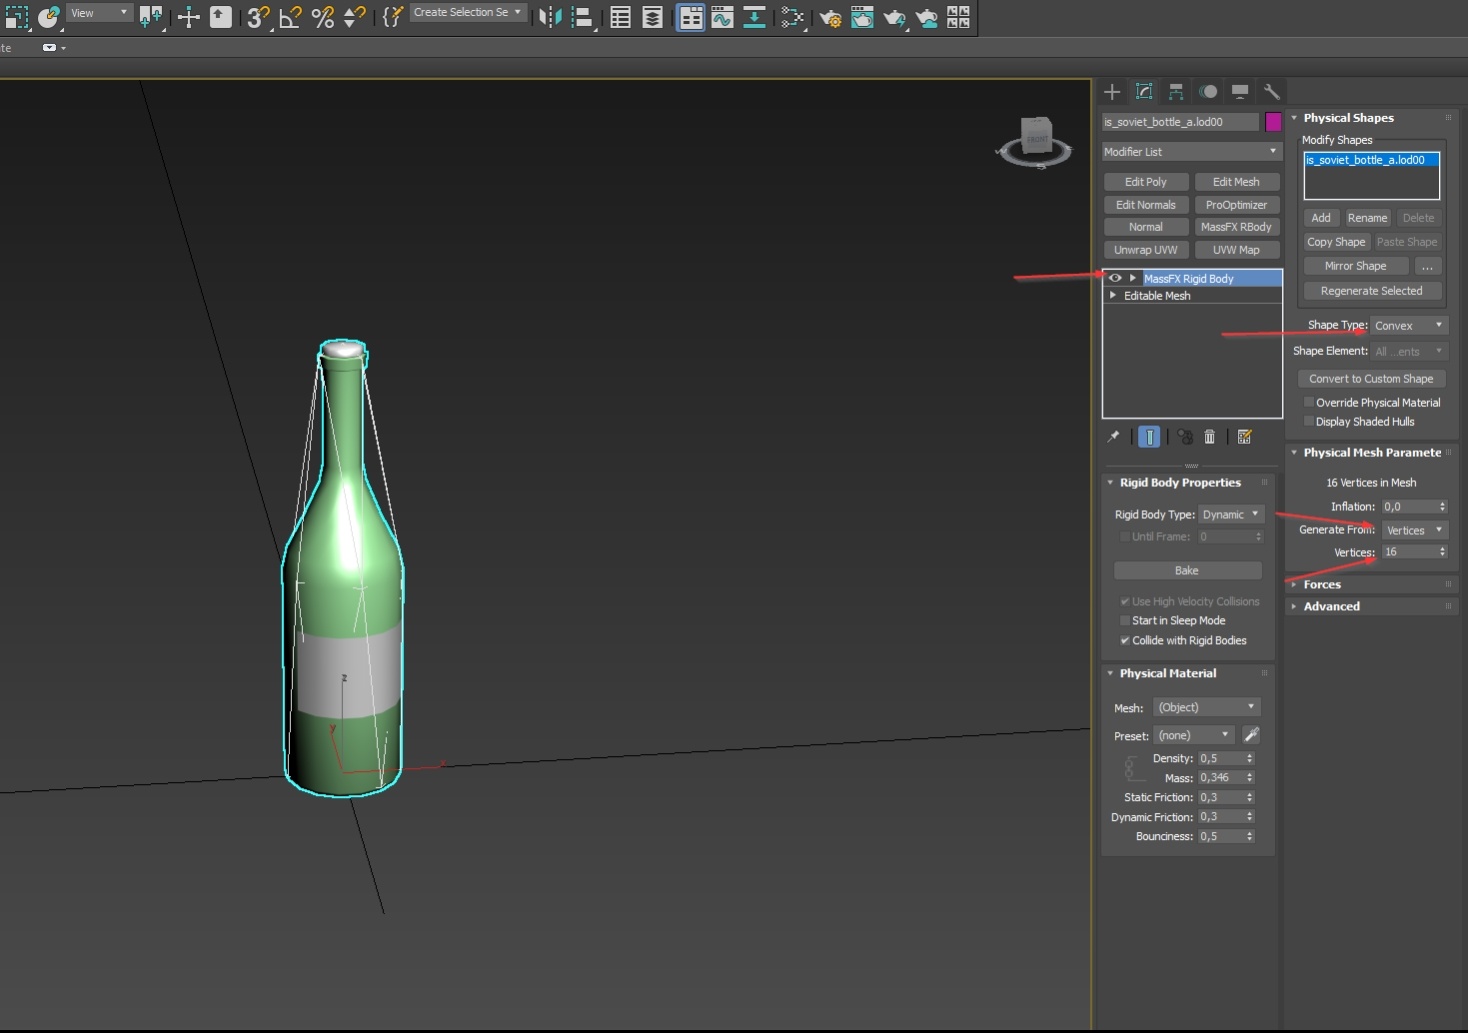 View
3
%
{}
Create Selection Se
te
FRONT
S
z
y
x
is_soviet_bottle_a.lod00
Modifier List
Edit Poly
Edit Mesh
Edit Normals
ProOptimizer
Normal
MassFX RBody
Unwrap UVW
UVW Map
MassFX Rigid Body
Editable Mesh
Rigid Body Properties
Rigid Body Type: Dynamic
Until Frame: 0
Bake
Use High Velocity Collisions
Start in Sleep Mode
Collide with Rigid Bodies
Physical Material
Mesh: (Object)
Preset: (none)
Density: 0,5
Mass: 0,346
Static Friction: 0,3
Dynamic Friction: 0,3
Bounciness: 0,5
Physical Shapes
Modify Shapes
is_soviet_bottle_a.lod00
Add
Rename
Delete
Copy Shape
Paste Shape
Mirror Shape
...
Regenerate Selected
Shape Type: Convex
Shape Element: All ...ents
Convert to Custom Shape
Override Physical Material
Display Shaded Hulls
Physical Mesh Paramete
16 Vertices in Mesh
Inflation: 0,0
Generate From: Vertices
Vertices: 16
Forces
Advanced